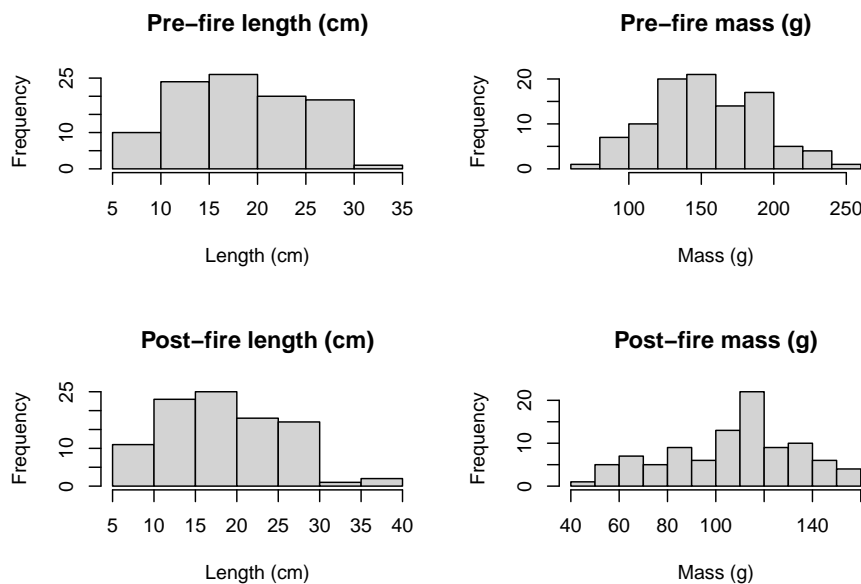 Pre−fire length (cm)
Frequency
25
10
0
5 10 15 20 25 30 35
Length (cm)
Pre−fire mass (g)
Frequency
20
10
0
100 150 200 250
Mass (g)
Post−fire length (cm)
Frequency
25
10
0
5 10 15 20 25 30 35 40
Length (cm)
Post−fire mass (g)
Frequency
20
10
0
40 60 80 100 140
Mass (g)